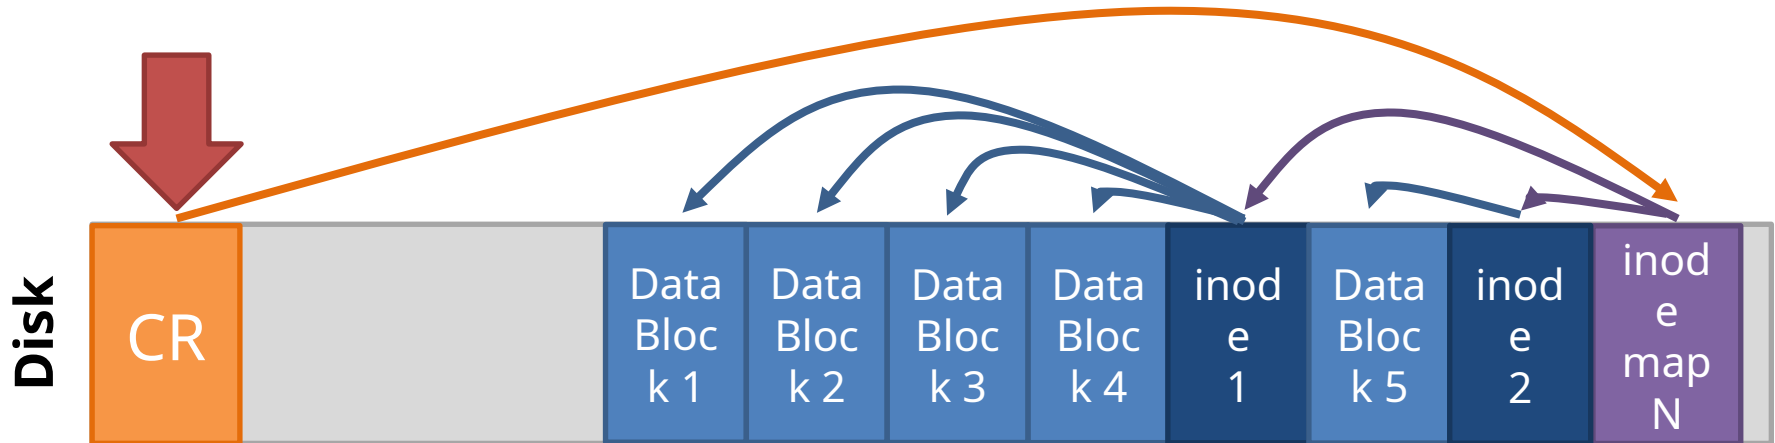 Disk
CR
Data
Bloc
k 1
Data
Bloc
k 2
Data
Bloc
k 3
Data
Bloc
k 4
inod
e
1
Data
Bloc
k 5
inod
e
2
inod
e
map
N